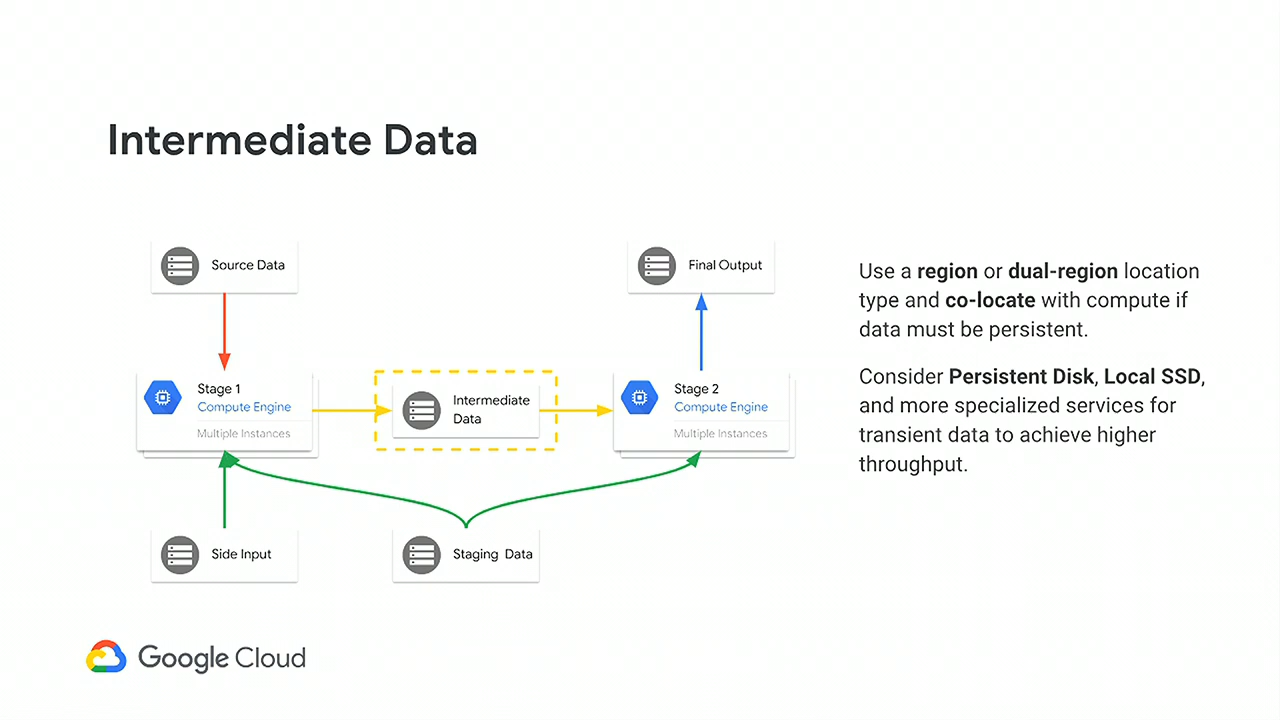 Intermediate Data
Source Data
Final Output
Stage 1
Compute Engine
Multiple Instances
Intermediate
Data
Stage 2
Compute Engine
Multiple Instances
Side Input
Staging Data
Use a region or dual-region location
type and co-locate with compute if
data must be persistent.
Consider Persistent Disk, Local SSD,
and more specialized services for
transient data to achieve higher
throughput.
Google Cloud